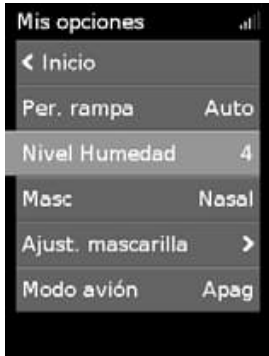 Mis opciones
< Inicio
Per. rampa Auto
Nivel Humedad 4
Masc Nasal
Ajust. mascarilla >
Modo avión Apag